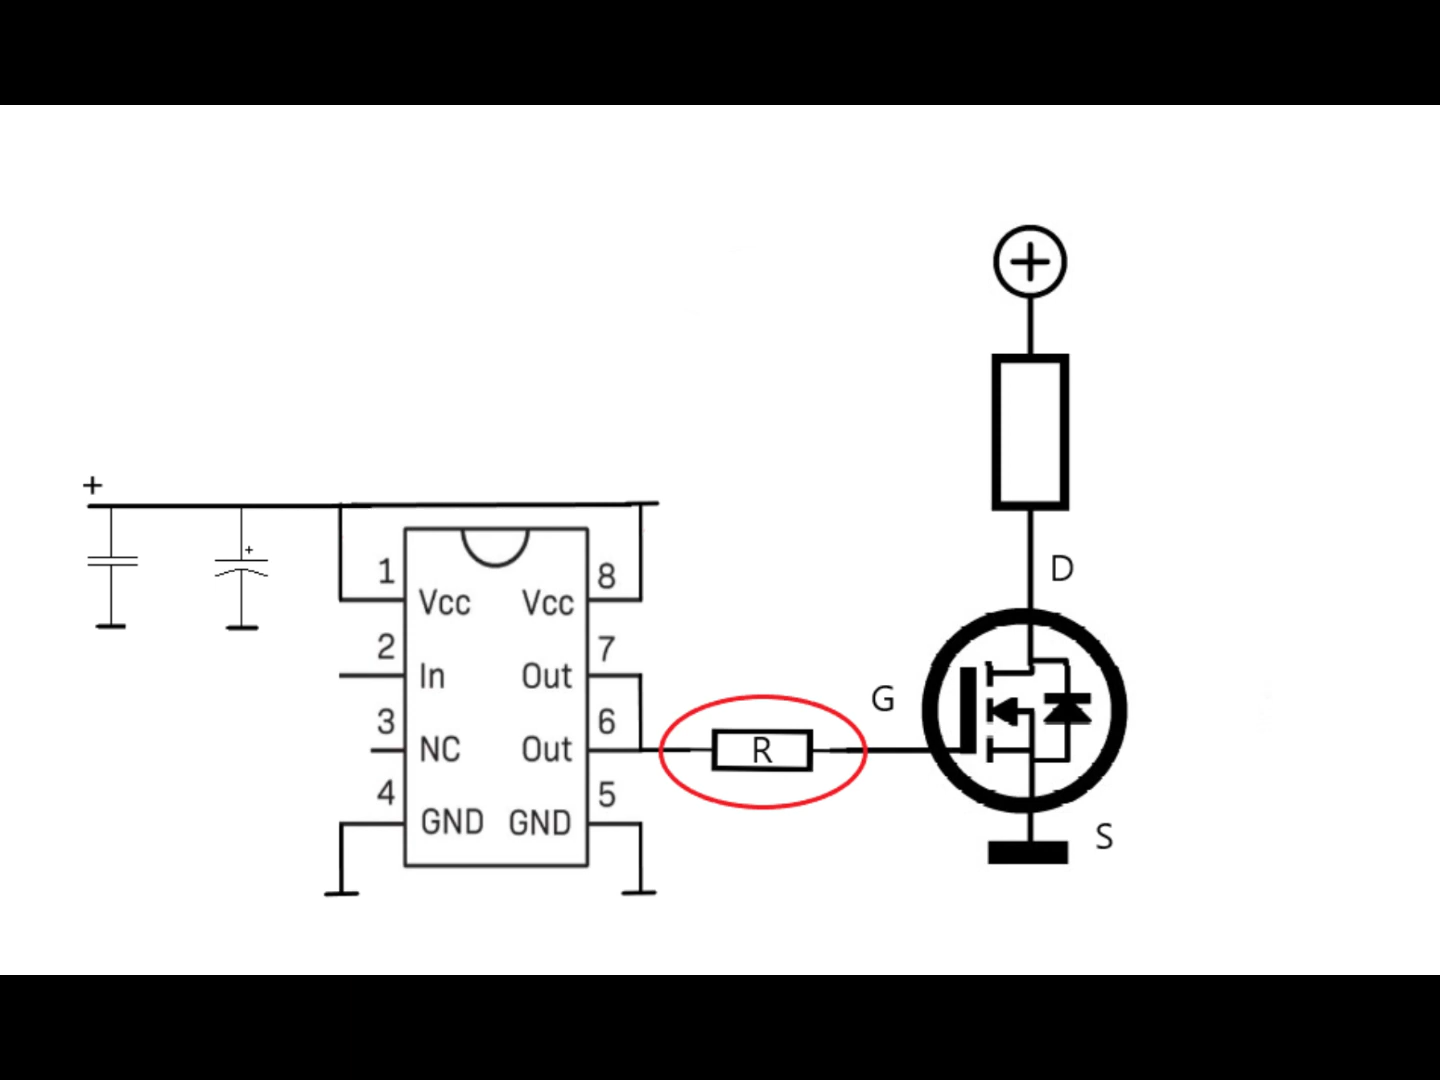 +
+
+
1 8
Vcc Vcc
2 7
In Out
3 6
NC Out
4 5
GND GND
R
G
D
S